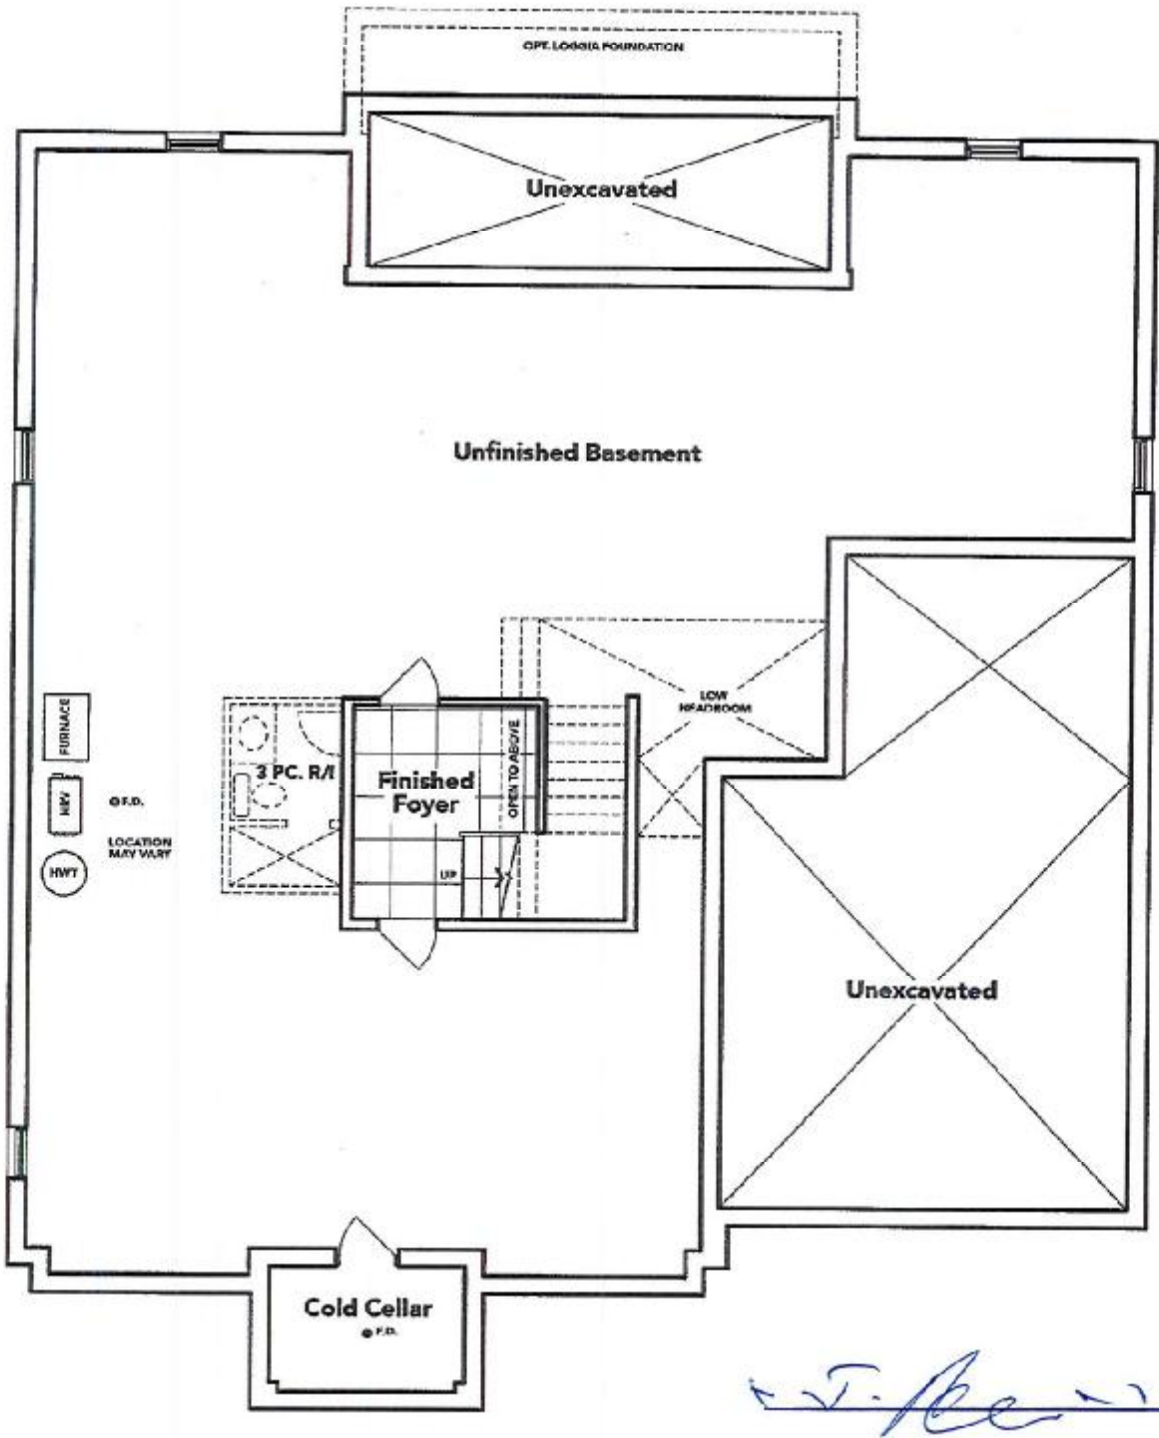 OPT. LOGGIA FOUNDATION
Unexcavated
Unfinished Basement
LOW
HEADROOM
FURNACE
3 PC. R/I
Finished
Foyer
OPEN TO ABOVE
HRV
F.D.
LOCATION
MAY VARY
HWT
UP
Unexcavated
Cold Cellar
F.D.